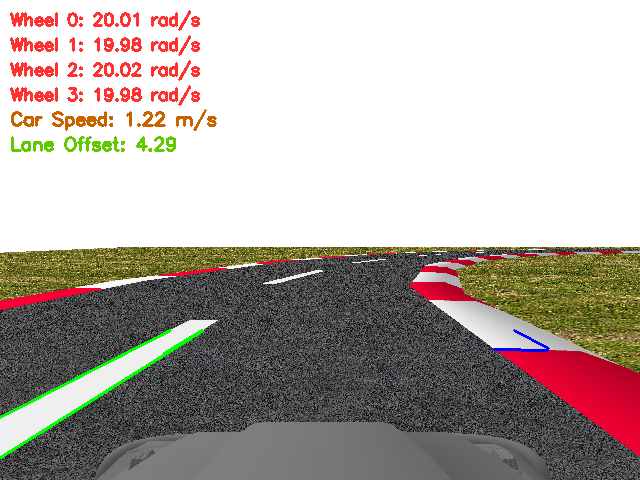 Wheel 0: 20.01 rad/s
Wheel 1: 19.98 rad/s
Wheel 2: 20.02 rad/s
Wheel 3: 19.98 rad/s
Car Speed: 1.22 m/s
Lane Offset: 4.29